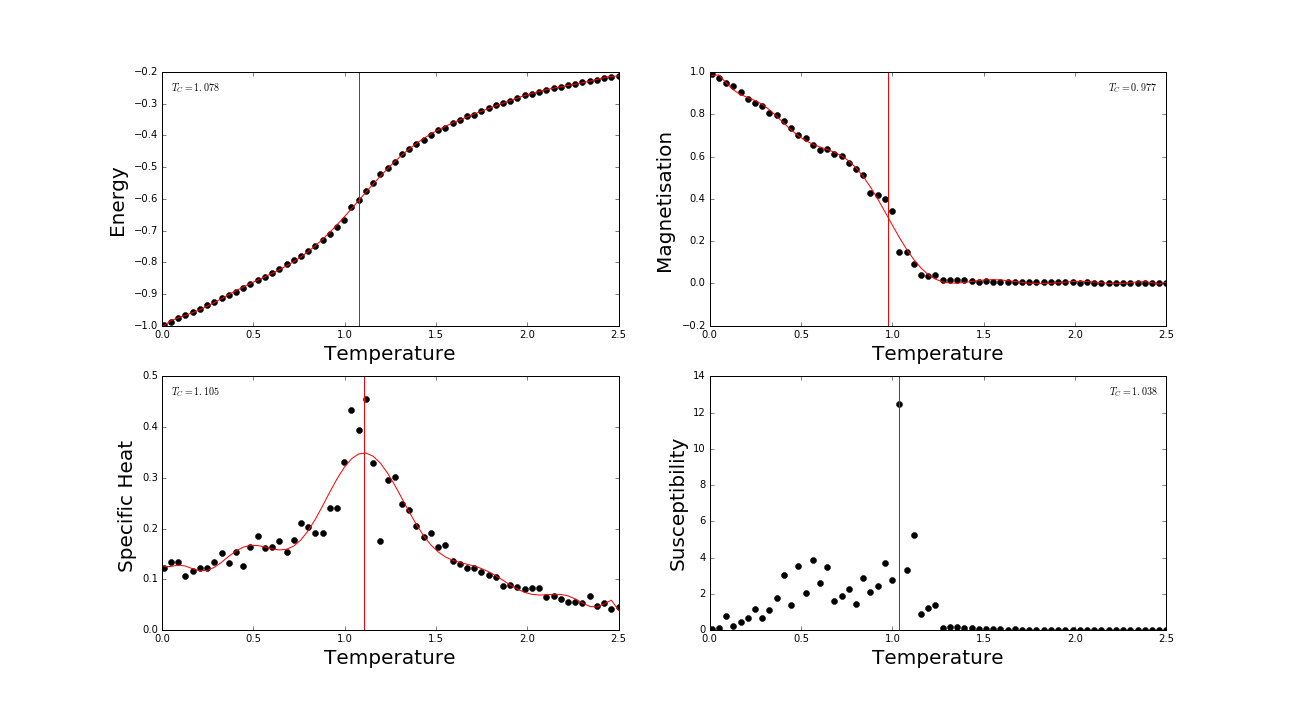 −0.2
−0.3
−0.4
−0.5
−0.6
−0.7
−0.8
−0.9
−1.0
0.0 0.5 1.0 1.5 2.0 2.5
Energy
Temperature
T_C = 1.078
1.0
0.8
0.6
0.4
0.2
0.0
−0.2
0.0 0.5 1.0 1.5 2.0 2.5
Magnetisation
Temperature
T_C = 0.977
0.5
0.4
0.3
0.2
0.1
0.0
0.0 0.5 1.0 1.5 2.0 2.5
Specific Heat
Temperature
T_C = 1.105
14
12
10
8
6
4
2
0
0.0 0.5 1.0 1.5 2.0 2.5
Susceptibility
Temperature
T_C = 1.038